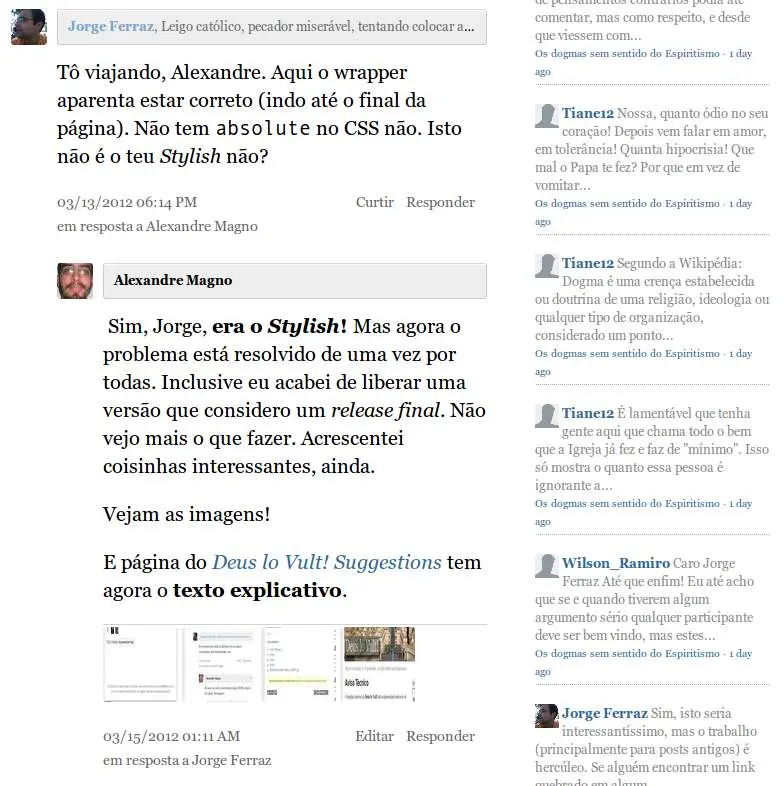 Jorge Ferraz, Leigo católico, pecador miserável, tentando colocar a...
Tô viajando, Alexandre. Aqui o wrapper
aparenta estar correto (indo até o final da
página). Não tem absolute no CSS não. Isto
não é o teu Stylish não?
03/13/2012 06:14 PM
Curtir Responder
em resposta a Alexandre Magno
Alexandre Magno
Sim, Jorge, era o Stylish! Mas agora o
problema está resolvido de uma vez por
todas. Inclusive eu acabei de liberar uma
versão que considero um release final. Não
vejo mais o que fazer. Acrescentei
coisinhas interessantes, ainda.
Vejam as imagens!
E página do Deus lo Vult! Suggestions tem
agora o texto explicativo.
Aviso Técnico
03/15/2012 01:11 AM
Editar Responder
em resposta a Jorge Ferraz
de pensamentos contrários podia até
comentar, mas como respeito, e desde
que viessem com...
Os dogmas sem sentido do Espiritismo · 1 day
ago
Tiane12 Nossa, quanto ódio no seu
coração! Depois vem falar em amor,
em tolerância! Quanta hipocrisia! Que
mal o Papa te fez? Por que em vez de
vomitar...
Os dogmas sem sentido do Espiritismo · 1 day
ago
Tiane12 Segundo a Wikipédia:
Dogma é uma crença estabelecida
ou doutrina de uma religião, ideologia ou
qualquer tipo de organização,
considerado um ponto...
Os dogmas sem sentido do Espiritismo · 1 day
ago
Tiane12 É lamentável que tenha
gente aqui que chama todo o bem
que a Igreja já fez e faz de "mínimo". Isso
só mostra o quanto essa pessoa é
ignorante a...
Os dogmas sem sentido do Espiritismo · 1 day
ago
Wilson_Ramiro Caro Jorge
Ferraz Até que enfim! Eu até acho
que se e quando tiverem algum
argumento sério qualquer participante
deve ser bem vindo, mas estes...
Os dogmas sem sentido do Espiritismo · 1 day
ago
Jorge Ferraz Sim, isto seria
interessantíssimo, mas o trabalho
(principalmente para posts antigos) é
hercúleo. Se alguém encontrar um link
quebrado em algum